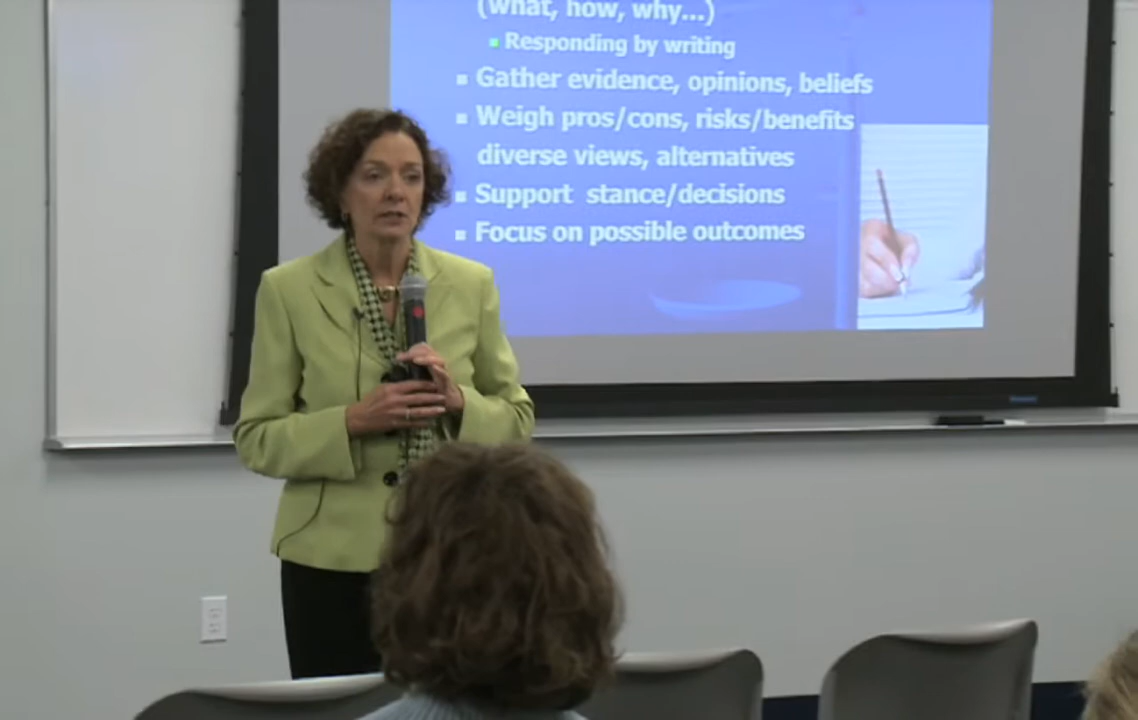 (what, how, why...)
Responding by writing
Gather evidence, opinions, beliefs
Weigh pros/cons, risks/benefits
diverse views, alternatives
Support stance/decisions
Focus on possible outcomes